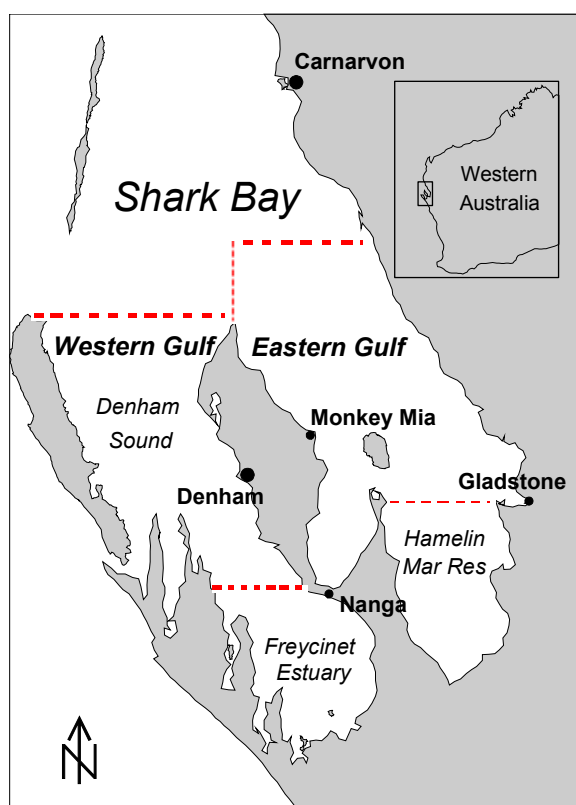 Carnarvon
Western
Australia
Shark Bay
Western Gulf
Eastern Gulf
Denham
Sound
Monkey Mia
Denham
Gladstone
Hamelin
Mar Res
Nanga
Freycinet
Estuary
N